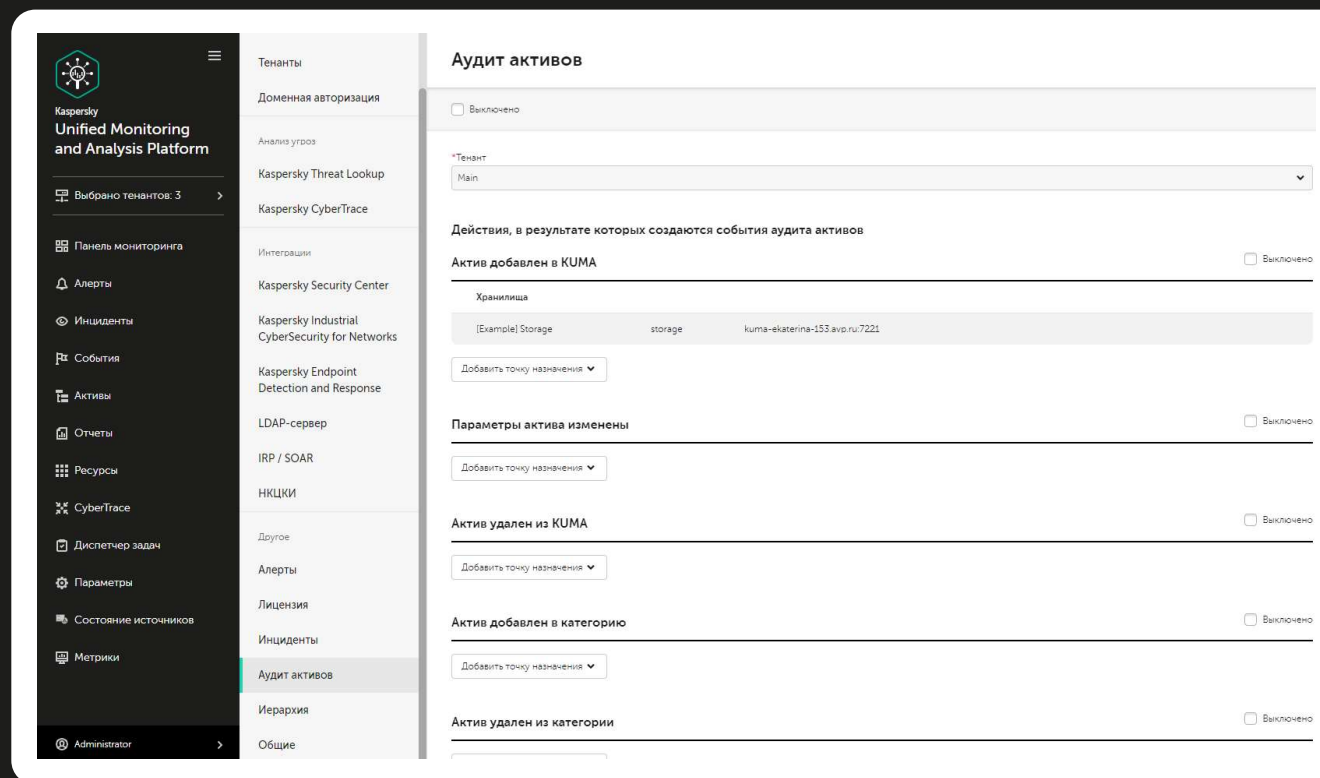 Kaspersky
Unified Monitoring
and Analysis Platform
Выбрано тенантов: 3
Панель мониторинга
Алерты
Инциденты
События
Активы
Отчеты
Ресурсы
CyberTrace
Диспетчер задач
Параметры
Состояние источников
Метрики
Administrator
Тенанты
Доменная авторизация
Анализ угроз
Kaspersky Threat Lookup
Kaspersky CyberTrace
Интеграции
Kaspersky Security Center
Kaspersky Industrial
CyberSecurity for Networks
Kaspersky Endpoint
Detection and Response
LDAP-сервер
IRP / SOAR
НКЦКИ
Другое
Алерты
Лицензия
Инциденты
Аудит активов
Иерархия
Общие
Аудит активов
Выключено
*Тенант
Main
Действия, в результате которых создаются события аудита активов
Актив добавлен в KUMA Выключено
Хранилища
[Example] Storage storage kuma-ekaterina-153.avp.ru:7221
Добавить точку назначения
Параметры актива изменены Выключено
Добавить точку назначения
Актив удален из KUMA Выключено
Добавить точку назначения
Актив добавлен в категорию Выключено
Добавить точку назначения
Актив удален из категории Выключено